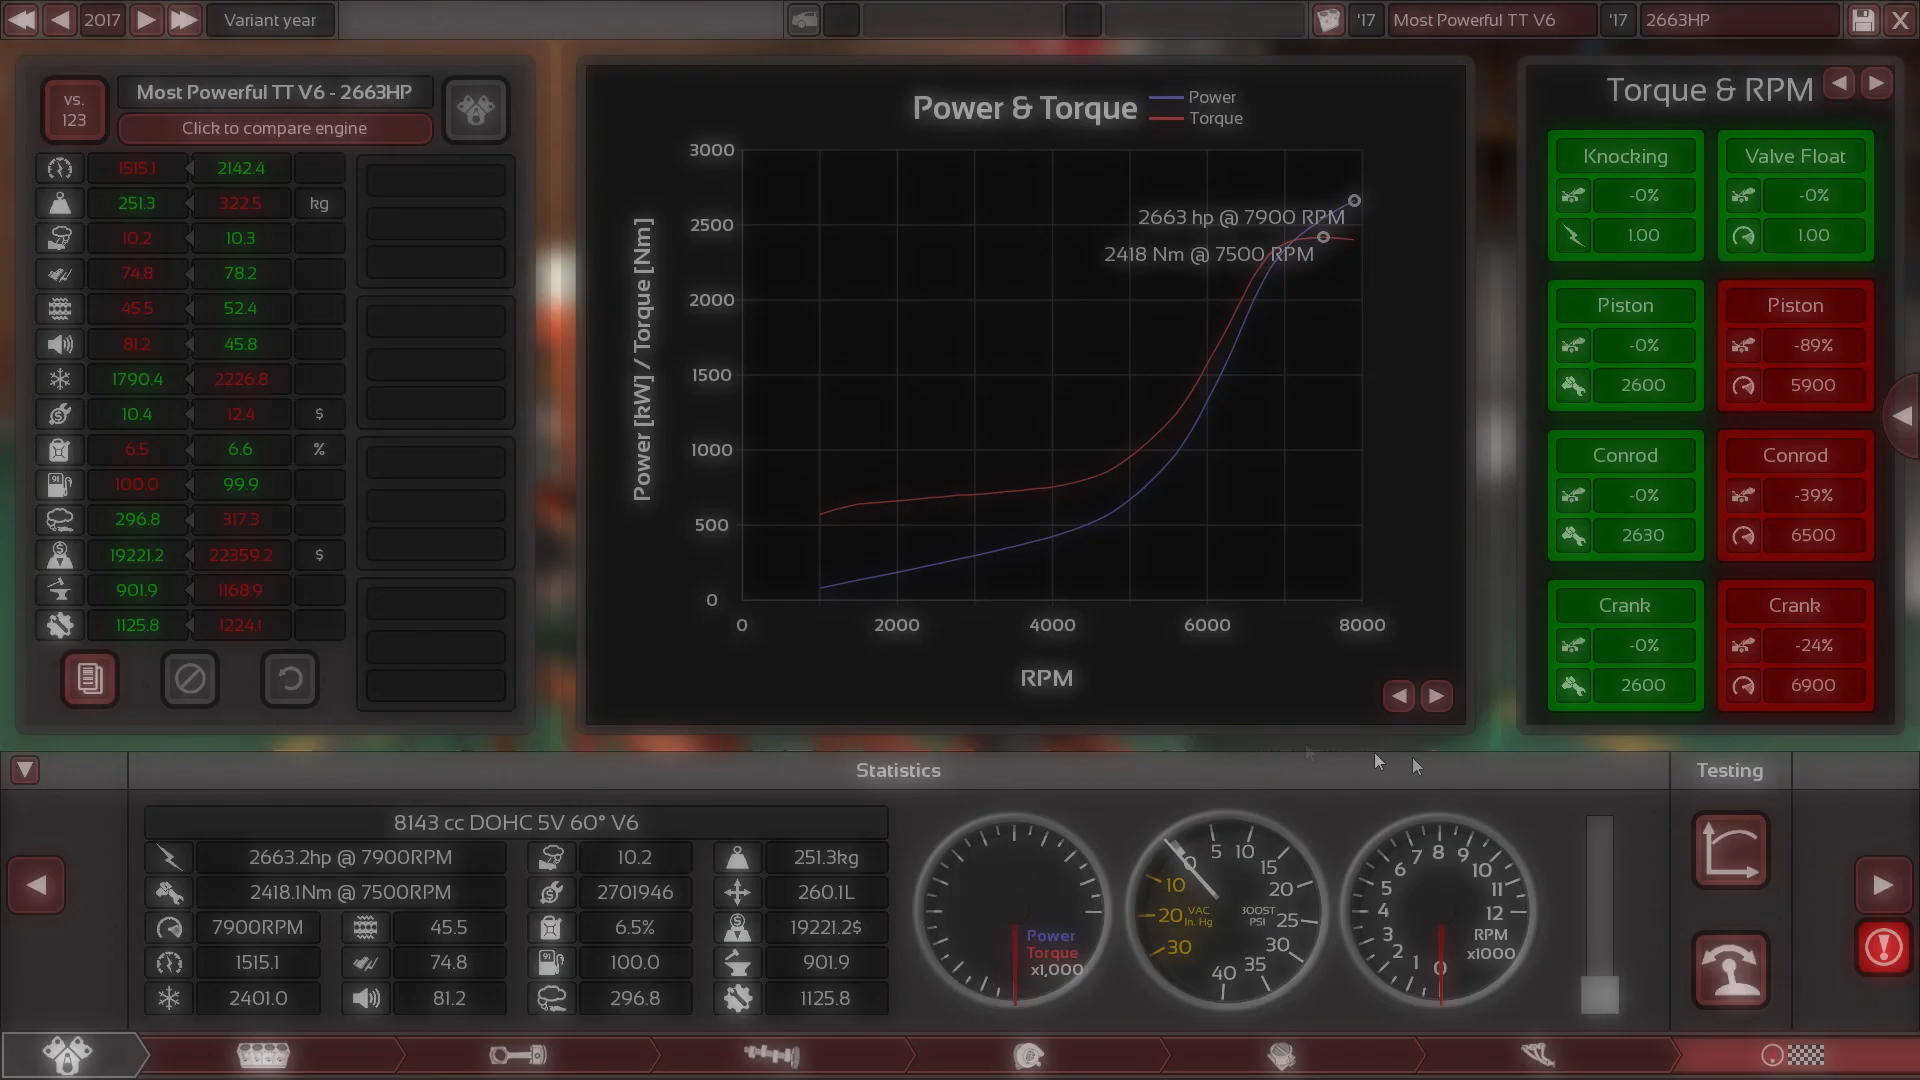 2017
Variant year
'17
Most Powerful TT V6
'17
2663HP
X
vs.
123
Most Powerful TT V6 - 2663HP
Click to compare engine
1515.1 2142.4
251.3 322.5 kg
10.2 10.3
74.8 78.2
45.5 52.4
81.2 45.8
1790.4 2226.8
10.4 12.4 $
6.5 6.6 %
91 100.0 99.9
296.8 317.3
19221.2 22359.2 $
901.9 1168.9
1125.8 1224.1
Power & Torque
Power
Torque
Power [kW] / Torque [Nm]
3000
2500
2000
1500
1000
500
0
2663 hp @ 7900 RPM
2418 Nm @ 7500 RPM
0 2000 4000 6000 8000
RPM
Torque & RPM
Knocking
-0%
1.00
Valve Float
-0%
1.00
Piston
-0%
2600
Piston
-89%
5900
Conrod
-0%
2630
Conrod
-39%
6500
Crank
-0%
2600
Crank
-24%
6900
Statistics
Testing
8143 cc DOHC 5V 60° V6
2663.2hp @ 7900RPM 10.2 251.3kg
2418.1Nm @ 7500RPM 2701946 260.1L
7900RPM 45.5 6.5% 19221.2$
1515.1 74.8 91 100.0 901.9
2401.0 81.2 296.8 1125.8
Power
Torque
x1,000
0 5 10 15 20 25 30 35 40
10 20 30
VAC
In. Hg
BOOST
PSI
0 1 2 3 4 5 6 7 8 9 10 11 12
RPM
x1000